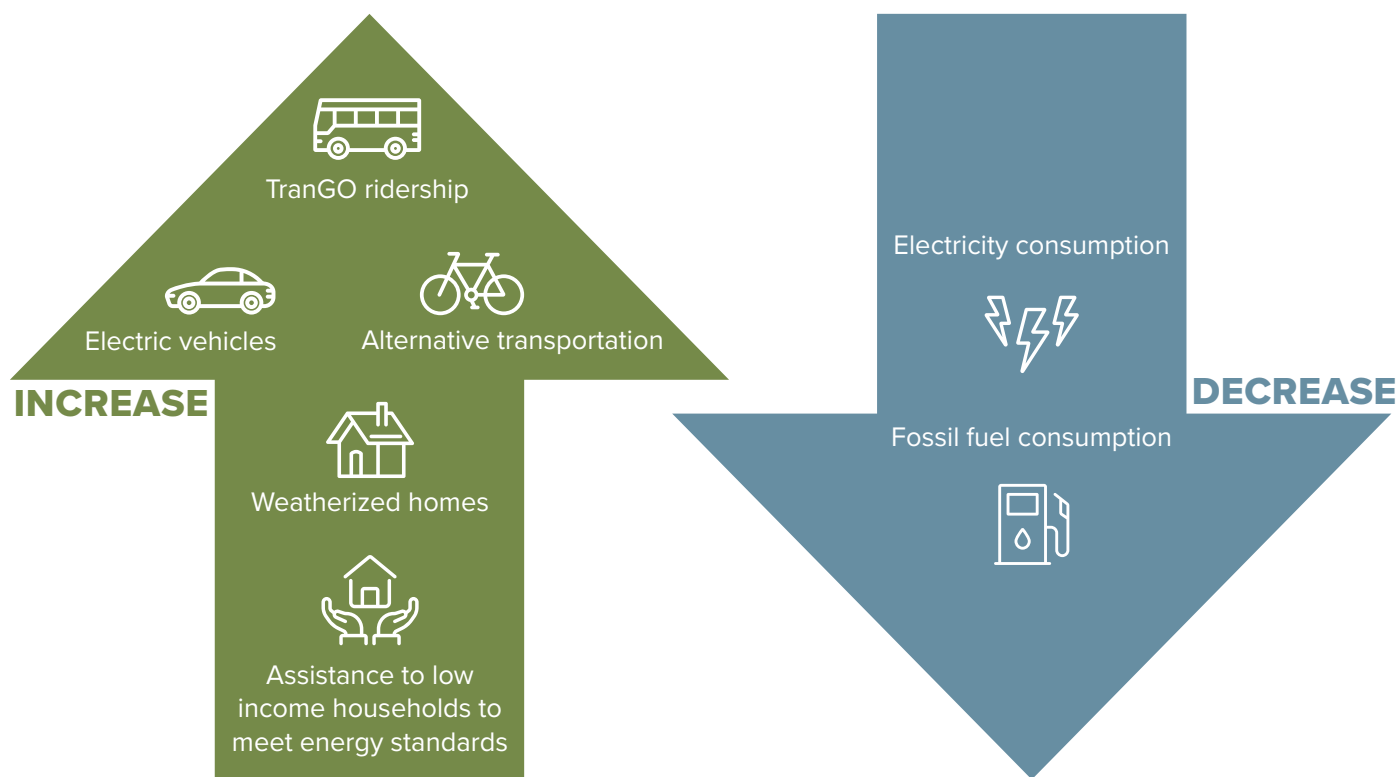 TranGO ridership
Electric vehicles
Alternative transportation
INCREASE
Weatherized homes
Assistance to low
income households to
meet energy standards
Electricity consumption
DECREASE
Fossil fuel consumption